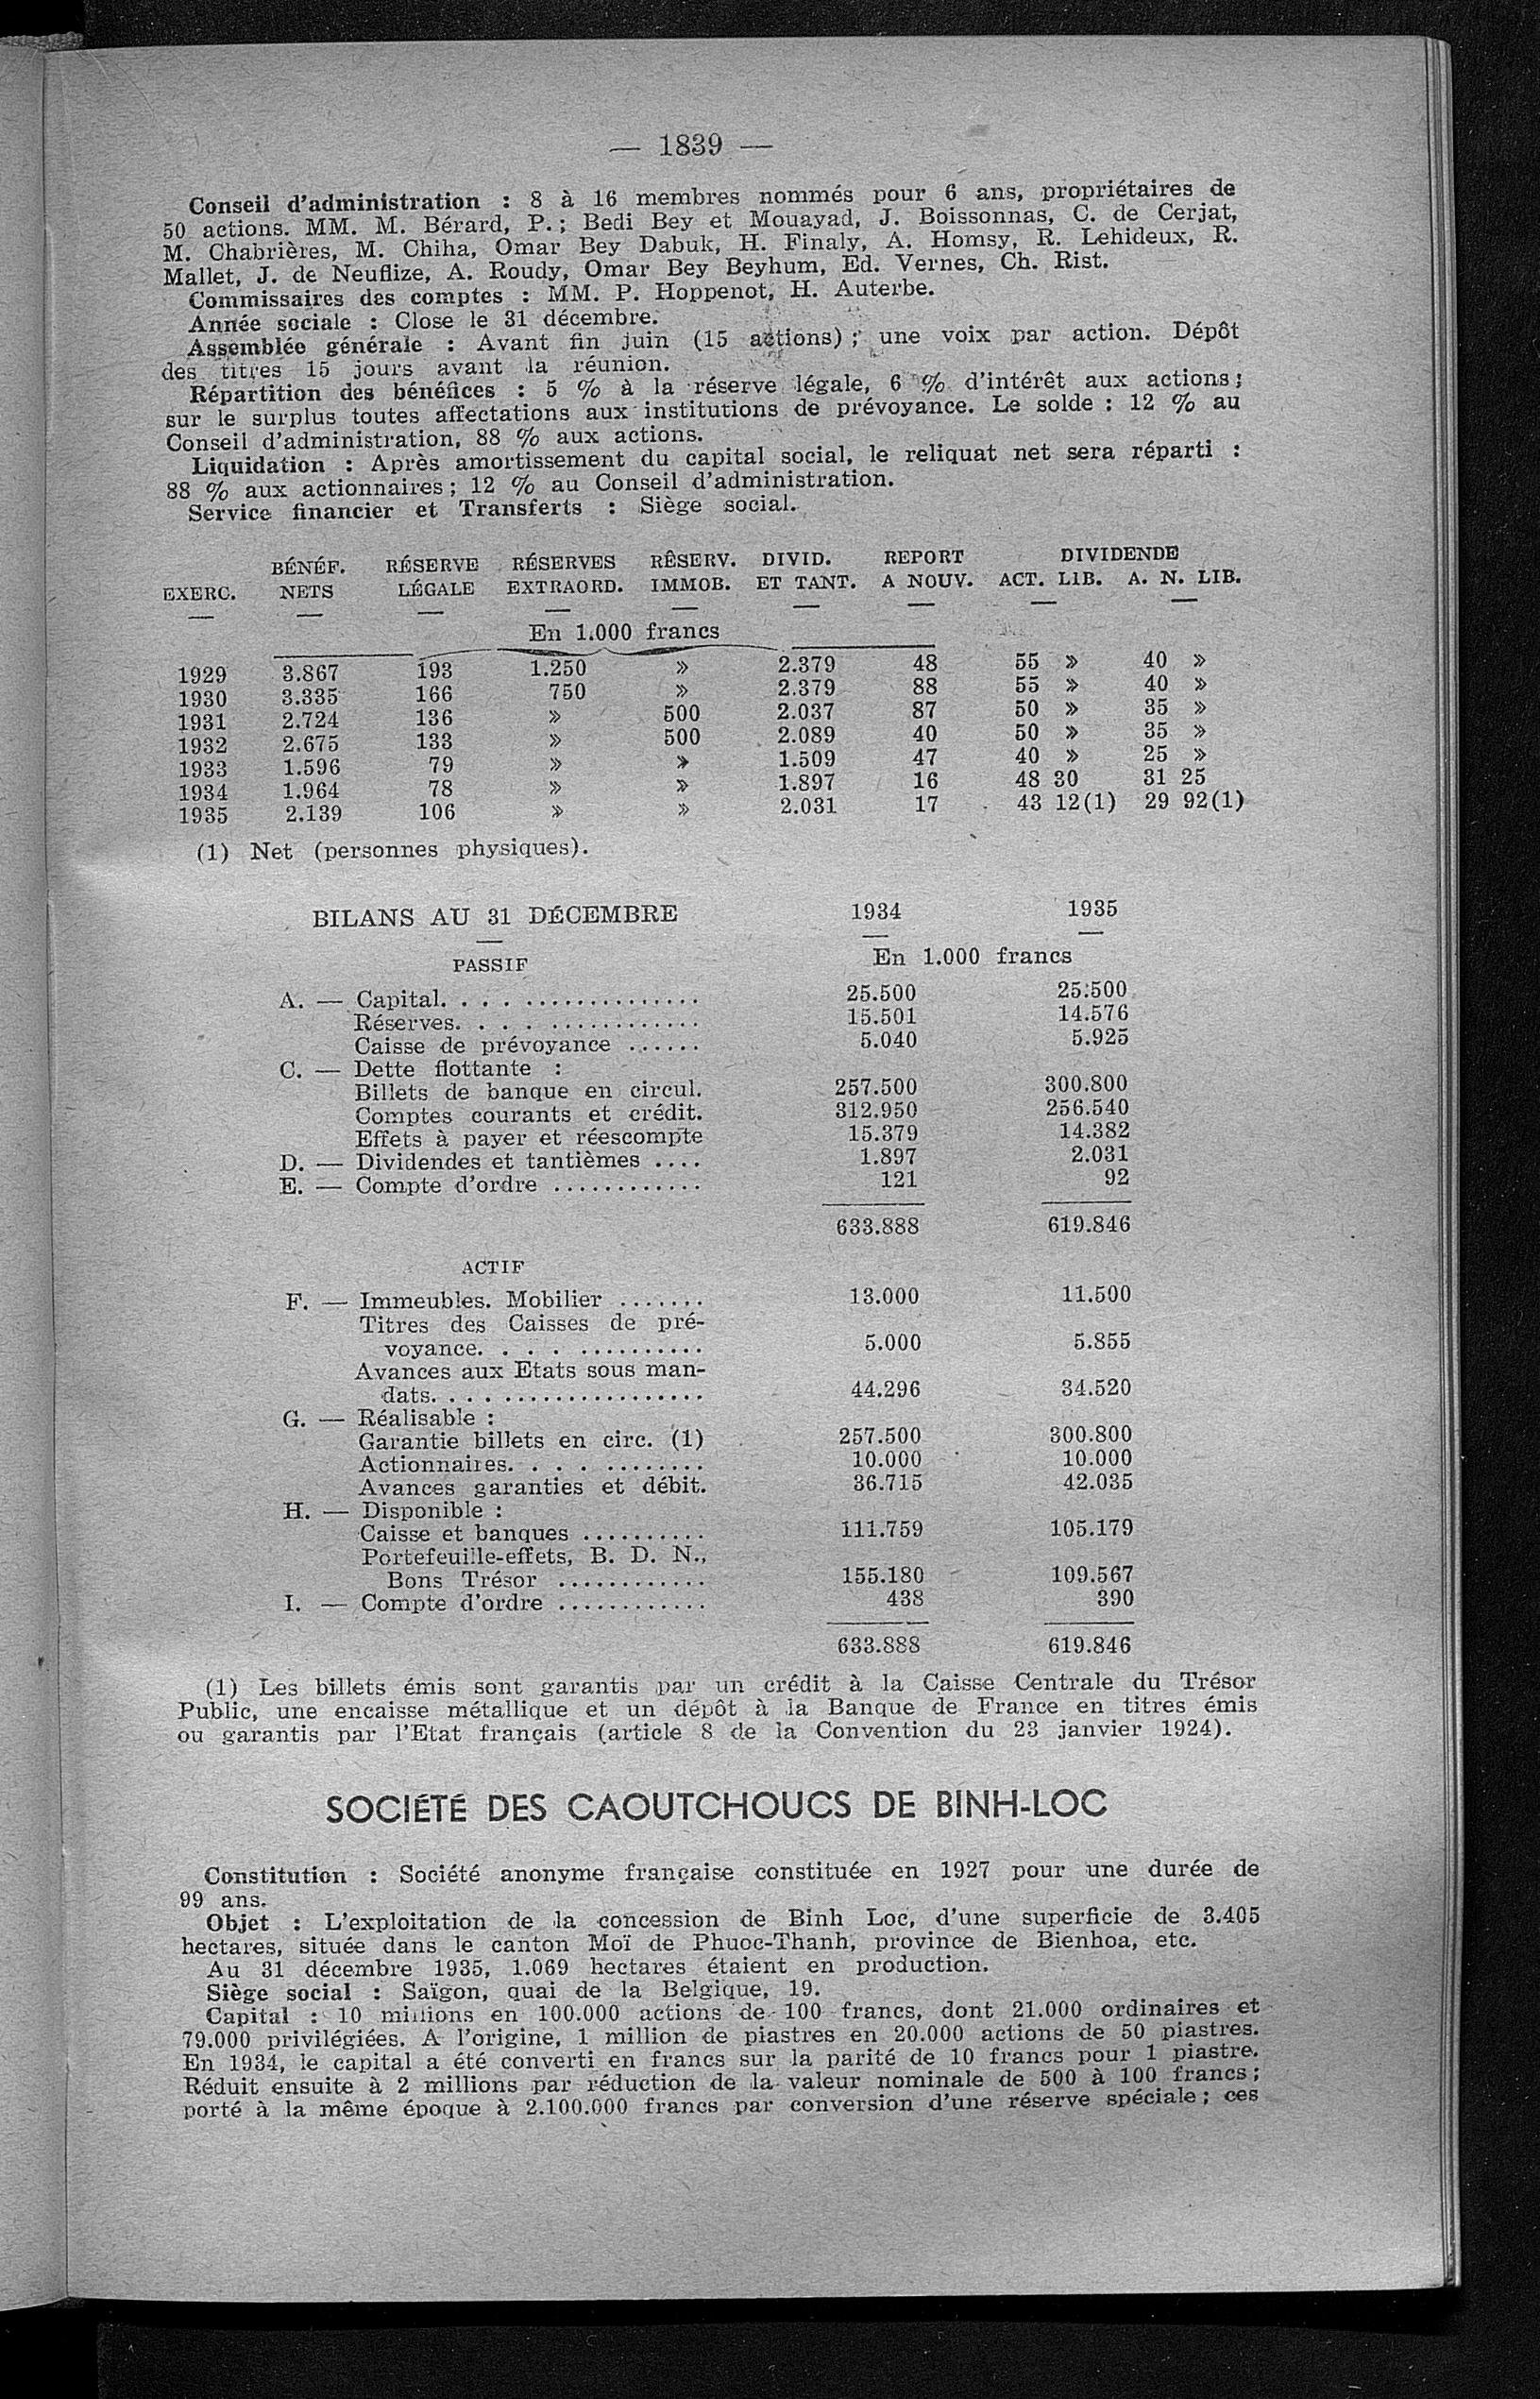 — 1839 —
Conseil d'administration : 8 à 16 membres nommés pour 6 ans, propriétaires de
50 actions. MM. M. Bérard, P.; Bedi Bey et Mouayad, J. Boissonnas, C. de Cerjat,
M. Chabrières, M. Chiha, Omar Bey Dabuk, H. Finaly, A. Homsy, R. Lehideux, R.
Mallet, J. de Neuflize, A. Roudy, Omar Bey Beyhum, Ed. Vernes, Ch. Rist.
Commissaires des comptes : MM. P. Hoppenot, H. Auterbe.
Année sociale : Close le 31 décembre.
Assemblée générale : Avant fin juin (15 actions) ; une voix par action. Dépôt
des titres 15 jours avant la réunion.
Répartition des bénéfices : 5 % à la réserve légale, 6 % d'intérêt aux actions;
sur le surplus toutes affectations aux institutions de prévoyance. Le solde : 12 % au
Conseil d'administration, 88 % aux actions.
Liquidation : Après amortissement du capital social, le reliquat net sera réparti :
88 % aux actionnaires; 12 % au Conseil d'administration.
Service financier et Transferts : Siège social.
BÉNÉF. RÉSERVE RÉSERVES RÉSERV. DIVID. REPORT DIVIDENDE
EXERC. NETS LÉGALE EXTRAORD. IMMOB. ET TANT. A NOUV. ACT. LIB. A. N. LIB.
En 1.000 francs
1929 3.867 193 1.250 » 2.379 48 55 » 40 »
1930 3.335 166 750 » 2.379 88 55 » 40 »
1931 2.724 136 » 500 2.037 87 50 » 35 »
1932 2.675 133 » 500 2.089 40 50 » 35 »
1933 1.596 79 » » 1.509 47 40 » 25 »
1934 1.964 78 » » 1.897 16 48 30 31 25
1935 2.139 106 » » 2.031 17 43 12(1) 29 92(1)
(1) Net (personnes physiques).
BILANS AU 31 DÉCEMBRE 1934 1935
PASSIF En 1.000 francs
A. — Capital. . . . .................. 25.500 25.500
Réserves. . . . ............. 15.501 14.576
Caisse de prévoyance ...... 5.040 5.925
C. — Dette flottante :
Billets de banque en circul. 257.500 300.800
Comptes courants et crédit. 312.950 256.540
Effets à payer et réescompte 15.379 14.382
D. — Dividendes et tantièmes .... 1.897 2.031
E. — Compte d'ordre ............ 121 92
633.888 619.846
ACTIF
F. — Immeubles. Mobilier ....... 13.000 11.500
Titres des Caisses de pré-
voyance. . . . .......... 5.000 5.855
Avances aux Etats sous man-
dats. . . . .................. 44.296 34.520
G. — Réalisable :
Garantie billets en circ. (1) 257.500 300.800
Actionnaires. . . . ........ 10.000 10.000
Avances garanties et débit. 36.715 42.035
H. — Disponible :
Caisse et banques .......... 111.759 105.179
Portefeuille-effets, B. D. N.,
Bons Trésor ............ 155.180 109.567
I. — Compte d'ordre ............ 438 390
633.888 619.846
(1) Les billets émis sont garantis par un crédit à la Caisse Centrale du Trésor
Public, une encaisse métallique et un dépôt à la Banque de France en titres émis
ou garantis par l'Etat français (article 8 de la Convention du 23 janvier 1924).
SOCIÉTÉ DES CAOUTCHOUCS DE BINH-LOC
Constitution : Société anonyme française constituée en 1927 pour une durée de
99 ans.
Objet : L'exploitation de la concession de Binh Loc, d'une superficie de 3.405
hectares, située dans le canton Moï de Phuoc-Thanh, province de Bienhoa, etc.
Au 31 décembre 1935, 1.069 hectares étaient en production.
Siège social : Saïgon, quai de la Belgique, 19.
Capital : 10 millions en 100.000 actions de 100 francs, dont 21.000 ordinaires et
79.000 privilégiées. A l'origine, 1 million de piastres en 20.000 actions de 50 piastres.
En 1934, le capital a été converti en francs sur la parité de 10 francs pour 1 piastre.
Réduit ensuite à 2 millions par réduction de la valeur nominale de 500 à 100 francs;
porté à la même époque à 2.100.000 francs par conversion d'une réserve spéciale; ces